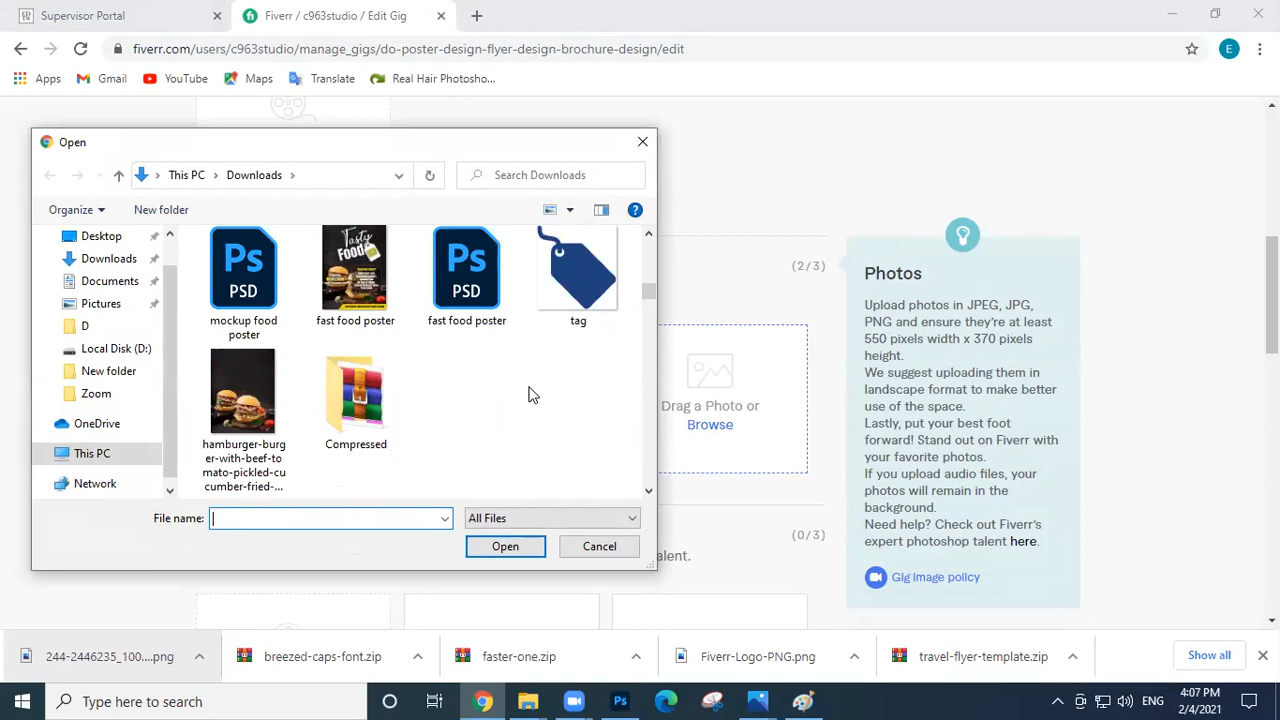 Supervisor Portal
Fiverr / c963studio / Edit Gig
fiverr.com/users/c963studio/manage_gigs/do-poster-design-flyer-design-brochure-design/edit
E
Apps
Gmail
YouTube
Maps
Translate
Real Hair Photosho...
Open
This PC
Downloads
Search Downloads
Organize
New folder
Desktop
Downloads
Documents
Pictures
D
Local Disk (D:)
New folder
Zoom
OneDrive
This PC
Network
Ps
PSD
mockup food
poster
Tasty
FOOD
fast food poster
Ps
PSD
fast food poster
tag
hamburger-burg
er-with-beef-to
mato-pickled-cu
cumber-fried-...
Compressed
File name:
All Files
Open
Cancel
(2/3)
Drag a Photo or
Browse
(0/3)
alent.
Photos
Upload photos in JPEG, JPG,
PNG and ensure they're at least
550 pixels width x 370 pixels
height.
We suggest uploading them in
landscape format to make better
use of the space.
Lastly, put your best foot
forward! Stand out on Fiverr with
your favorite photos.
If you upload audio files, your
photos will remain in the
background.
Need help? Check out Fiverr's
expert photoshop talent here.
Gig image policy
244-2446235_100....png
breezed-caps-font.zip
faster-one.zip
Fiverr-Logo-PNG.png
travel-flyer-template.zip
Show all
Type here to search
Ps
ENG
4:07 PM
2/4/2021